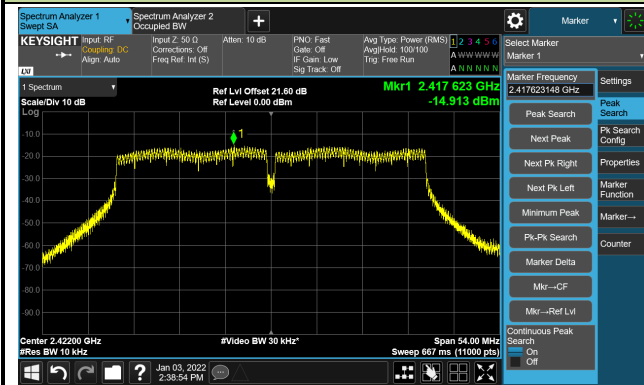 Spectrum Analyzer 1
Swept SA
Spectrum Analyzer 2
Occupied BW
+
Marker
KEYSIGHT
Input: RF
Coupling: DC
Align: Auto
Input Z: 50 Ω
Corrections: Off
Freq Ref: Int (S)
Atten: 10 dB
PNO: Fast
Gate: Off
IF Gain: Low
Sig Track: Off
Avg Type: Power (RMS)
Avg|Hold: 100/100
Trig: Free Run
1 2 3 4 5 6
A W W W W W
A N N N N N
LXI
Select Marker
Marker 1
Marker Frequency
2.417623148 GHz
Settings
Peak Search
Next Peak
Next Pk Right
Next Pk Left
Minimum Peak
Pk-Pk Search
Marker Delta
Mkr→CF
Mkr→Ref Lvl
Continuous Peak
Search
On
Off
Peak
Search
Pk Search
Config
Properties
Marker
Function
Marker→
Counter
1 Spectrum
Scale/Div 10 dB
Log
Ref Lvl Offset 21.60 dB
Ref Level 0.00 dBm
Mkr1 2.417 623 GHz
-14.913 dBm
1
-10.0
-20.0
-30.0
-40.0
-50.0
-60.0
-70.0
-80.0
-90.0
Center 2.42200 GHz
#Res BW 10 kHz
#Video BW 30 kHz*
Span 54.00 MHz
Sweep 667 ms (11000 pts)
?
Jan 03, 2022
2:38:54 PM